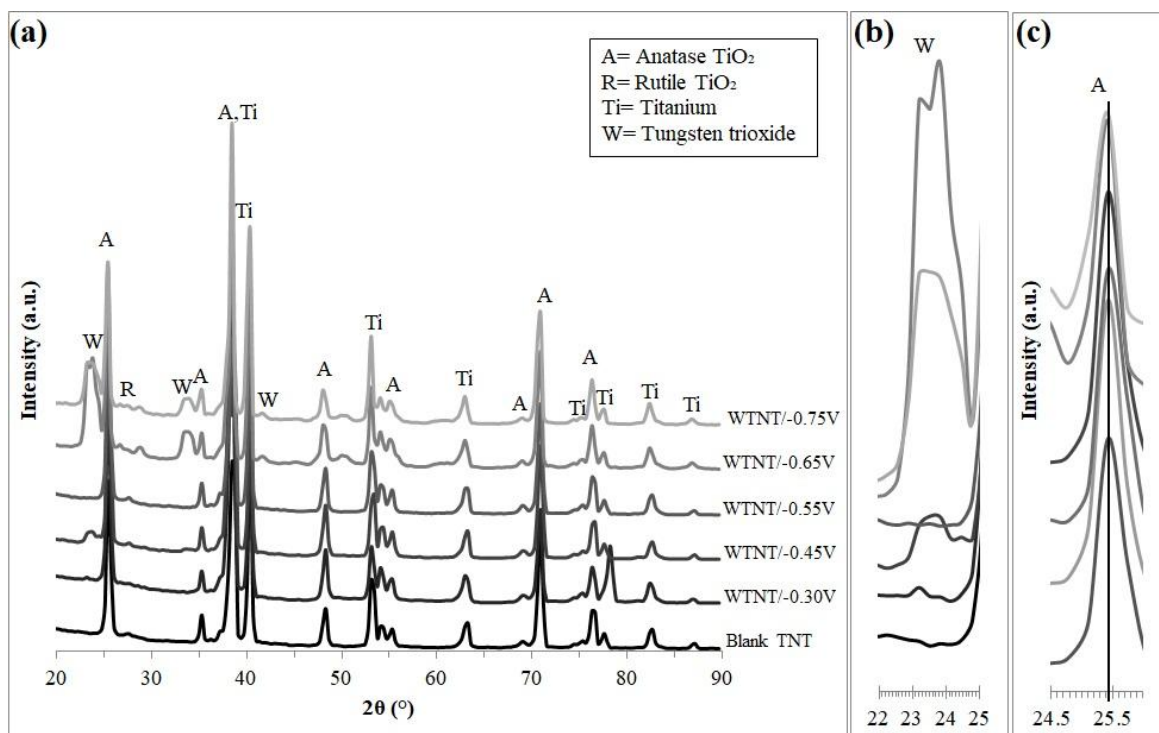 (a)
A= Anatase TiO₂
R= Rutile TiO₂
Ti= Titanium
W= Tungsten trioxide
A,Ti
Ti
A
W
R
W
A
W
A
Ti
A
Ti
A
A
A
Ti
Ti
Ti
Ti
WTNT/-0.75V
WTNT/-0.65V
WTNT/-0.55V
WTNT/-0.45V
WTNT/-0.30V
Blank TNT
Intensity (a.u.)
20 30 40 50 60 70 80 90
2θ (°)
(b)
W
22 23 24 25
(c)
A
Intensity (a.u.)
24.5 25.5